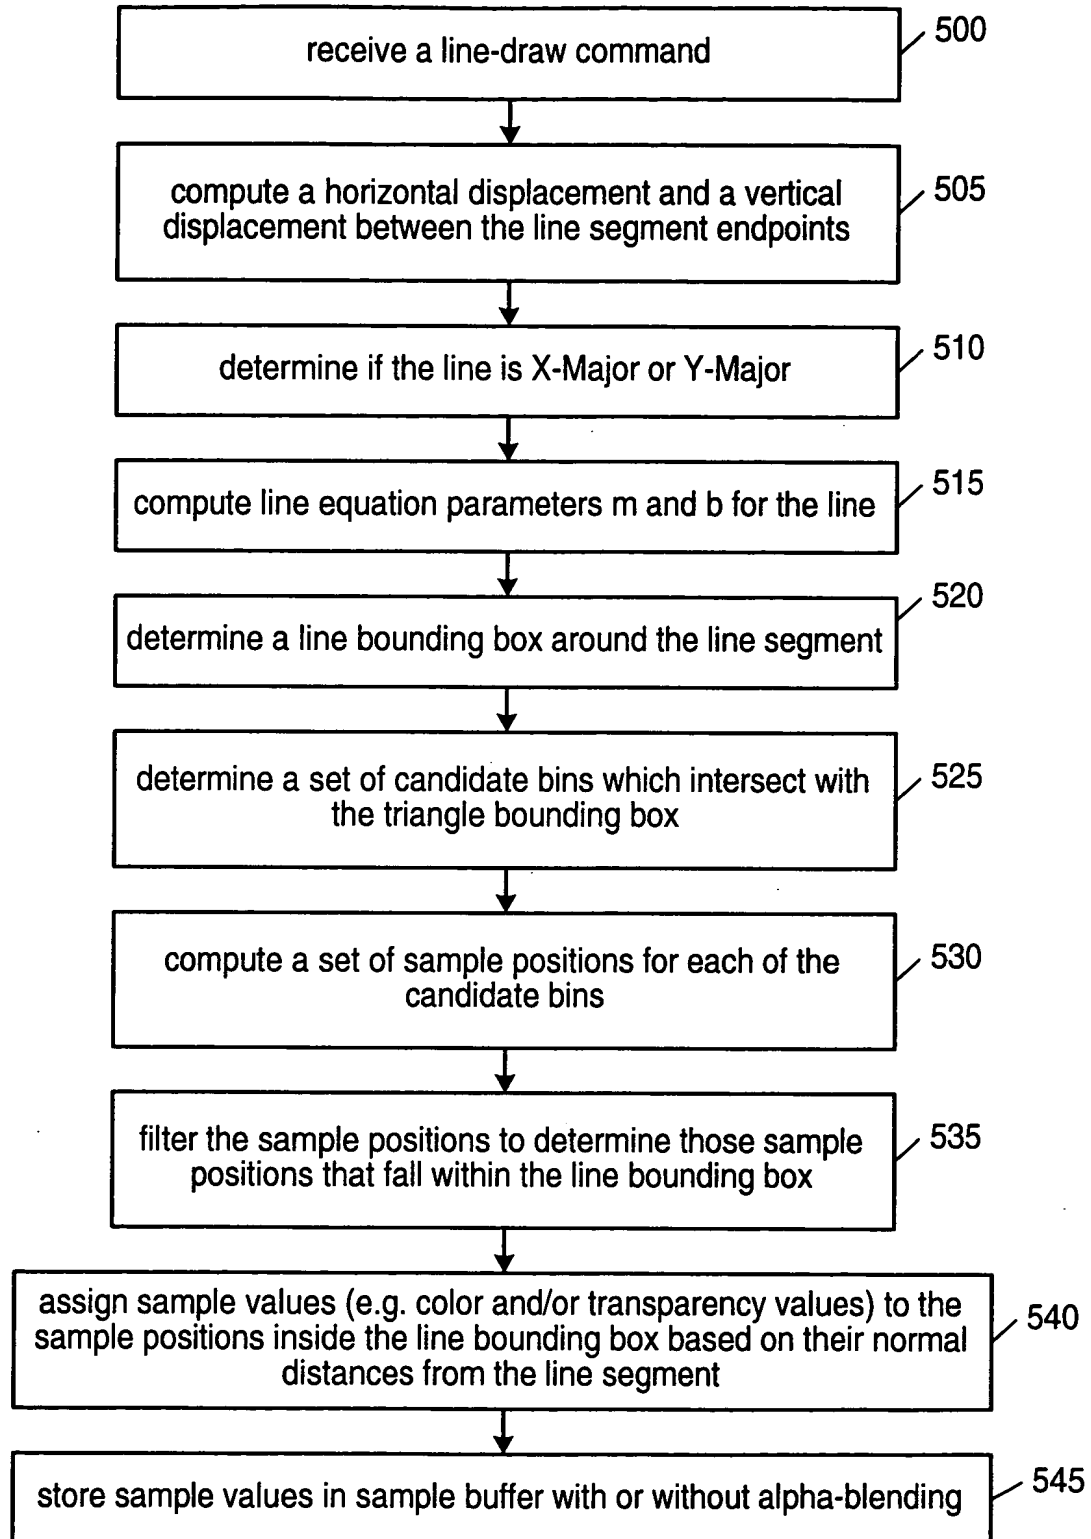 receive a line-draw command
500
compute a horizontal displacement and a vertical
displacement between the line segment endpoints
505
determine if the line is X-Major or Y-Major
510
compute line equation parameters m and b for the line
515
determine a line bounding box around the line segment
520
determine a set of candidate bins which intersect with
the triangle bounding box
525
compute a set of sample positions for each of the
candidate bins
530
filter the sample positions to determine those sample
positions that fall within the line bounding box
535
assign sample values (e.g. color and/or transparency values) to the
sample positions inside the line bounding box based on their normal
distances from the line segment
540
store sample values in sample buffer with or without alpha-blending
545